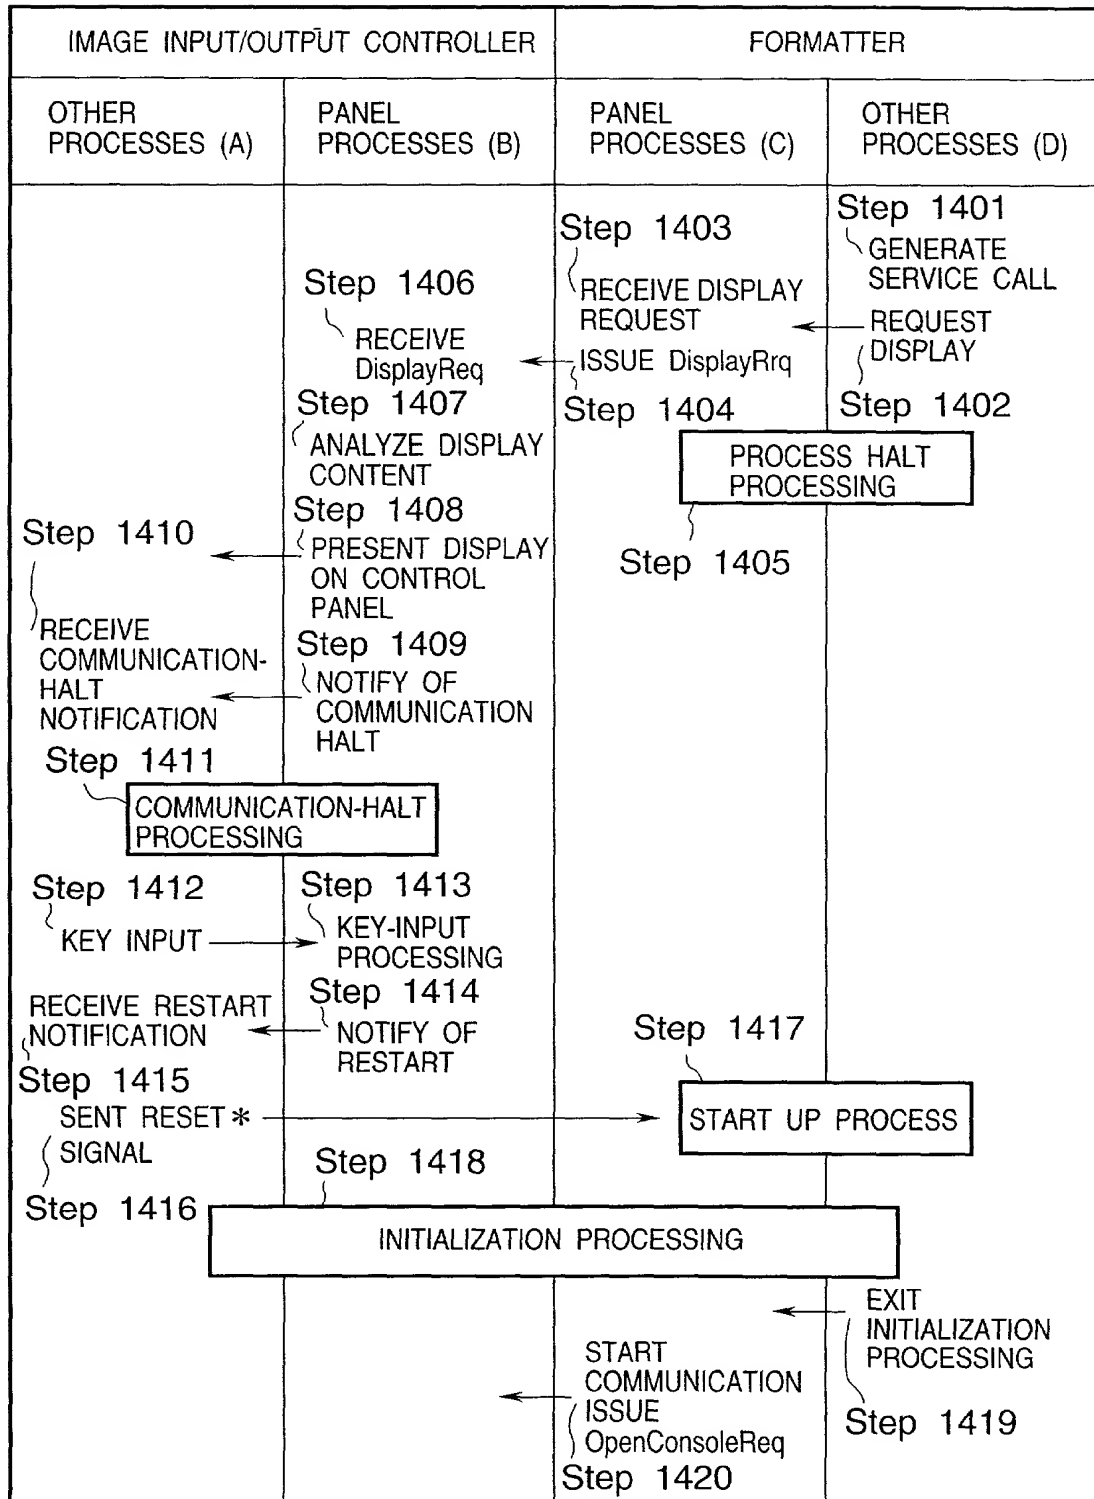 IMAGE INPUT/OUTPUT CONTROLLER
FORMATTER
OTHER
PROCESSES (A)
PANEL
PROCESSES (B)
PANEL
PROCESSES (C)
OTHER
PROCESSES (D)
Step 1401
GENERATE
SERVICE CALL
REQUEST
DISPLAY
Step 1402
Step 1403
RECEIVE DISPLAY
REQUEST
ISSUE DisplayRrq
Step 1404
PROCESS HALT
PROCESSING
Step 1405
Step 1406
RECEIVE
DisplayReq
Step 1407
ANALYZE DISPLAY
CONTENT
Step 1408
PRESENT DISPLAY
ON CONTROL
PANEL
Step 1409
NOTIFY OF
COMMUNICATION
HALT
Step 1410
RECEIVE
COMMUNICATION-
HALT
NOTIFICATION
Step 1411
COMMUNICATION-HALT
PROCESSING
Step 1412
KEY INPUT
Step 1413
KEY-INPUT
PROCESSING
Step 1414
NOTIFY OF
RESTART
RECEIVE RESTART
NOTIFICATION
Step 1415
SENT RESET*
SIGNAL
Step 1416
Step 1417
START UP PROCESS
Step 1418
INITIALIZATION PROCESSING
EXIT
INITIALIZATION
PROCESSING
Step 1419
START
COMMUNICATION
ISSUE
OpenConsoleReq
Step 1420